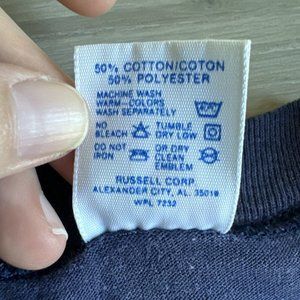 50% COTTON/COTON
50% POLYESTER
MACHINE WASH
WARM-COLORS
WASH SEPARATELY
NO BLEACH TUMBLE DRY LOW
DO NOT IRON OR DRY CLEAN EMBLEM
RUSSELL CORP.
ALEXANDER CITY, AL. 35010
WPL 7232